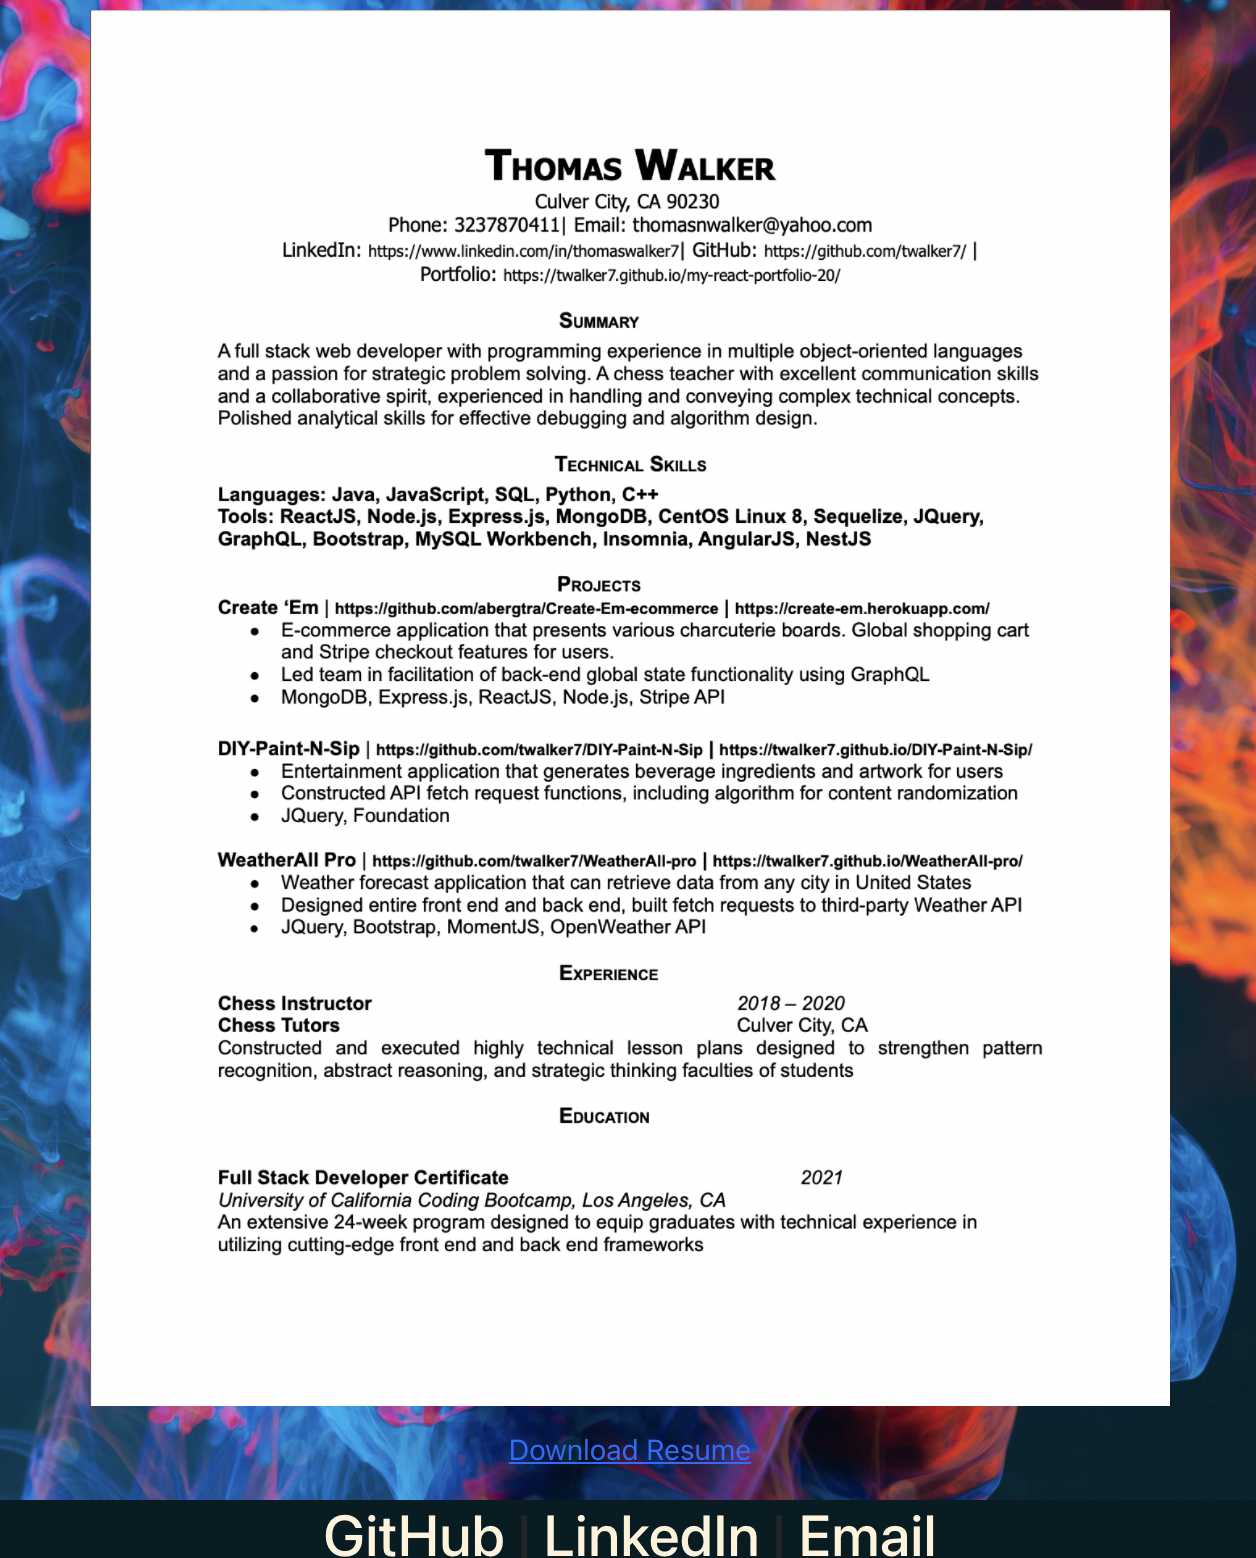 THOMAS WALKER
Culver City, CA 90230
Phone: 3237870411| Email: thomasnwalker@yahoo.com
LinkedIn: https://www.linkedin.com/in/thomaswalker7| GitHub: https://github.com/twalker7/ |
Portfolio: https://twalker7.github.io/my-react-portfolio-20/
SUMMARY
A full stack web developer with programming experience in multiple object-oriented languages
and a passion for strategic problem solving. A chess teacher with excellent communication skills
and a collaborative spirit, experienced in handling and conveying complex technical concepts.
Polished analytical skills for effective debugging and algorithm design.
TECHNICAL SKILLS
Languages: Java, JavaScript, SQL, Python, C++
Tools: ReactJS, Node.js, Express.js, MongoDB, CentOS Linux 8, Sequelize, JQuery,
GraphQL, Bootstrap, MySQL Workbench, Insomnia, AngularJS, NestJS
PROJECTS
Create ‘Em | https://github.com/abergtra/Create-Em-ecommerce | https://create-em.herokuapp.com/
● E-commerce application that presents various charcuterie boards. Global shopping cart
and Stripe checkout features for users.
● Led team in facilitation of back-end global state functionality using GraphQL
● MongoDB, Express.js, ReactJS, Node.js, Stripe API
DIY-Paint-N-Sip | https://github.com/twalker7/DIY-Paint-N-Sip | https://twalker7.github.io/DIY-Paint-N-Sip/
● Entertainment application that generates beverage ingredients and artwork for users
● Constructed API fetch request functions, including algorithm for content randomization
● JQuery, Foundation
WeatherAll Pro | https://github.com/twalker7/WeatherAll-pro | https://twalker7.github.io/WeatherAll-pro/
● Weather forecast application that can retrieve data from any city in United States
● Designed entire front end and back end, built fetch requests to third-party Weather API
● JQuery, Bootstrap, MomentJS, OpenWeather API
EXPERIENCE
Chess Instructor 2018 – 2020
Chess Tutors Culver City, CA
Constructed and executed highly technical lesson plans designed to strengthen pattern
recognition, abstract reasoning, and strategic thinking faculties of students
EDUCATION
Full Stack Developer Certificate 2021
University of California Coding Bootcamp, Los Angeles, CA
An extensive 24-week program designed to equip graduates with technical experience in
utilizing cutting-edge front end and back end frameworks
Download Resume
GitHub | LinkedIn | Email